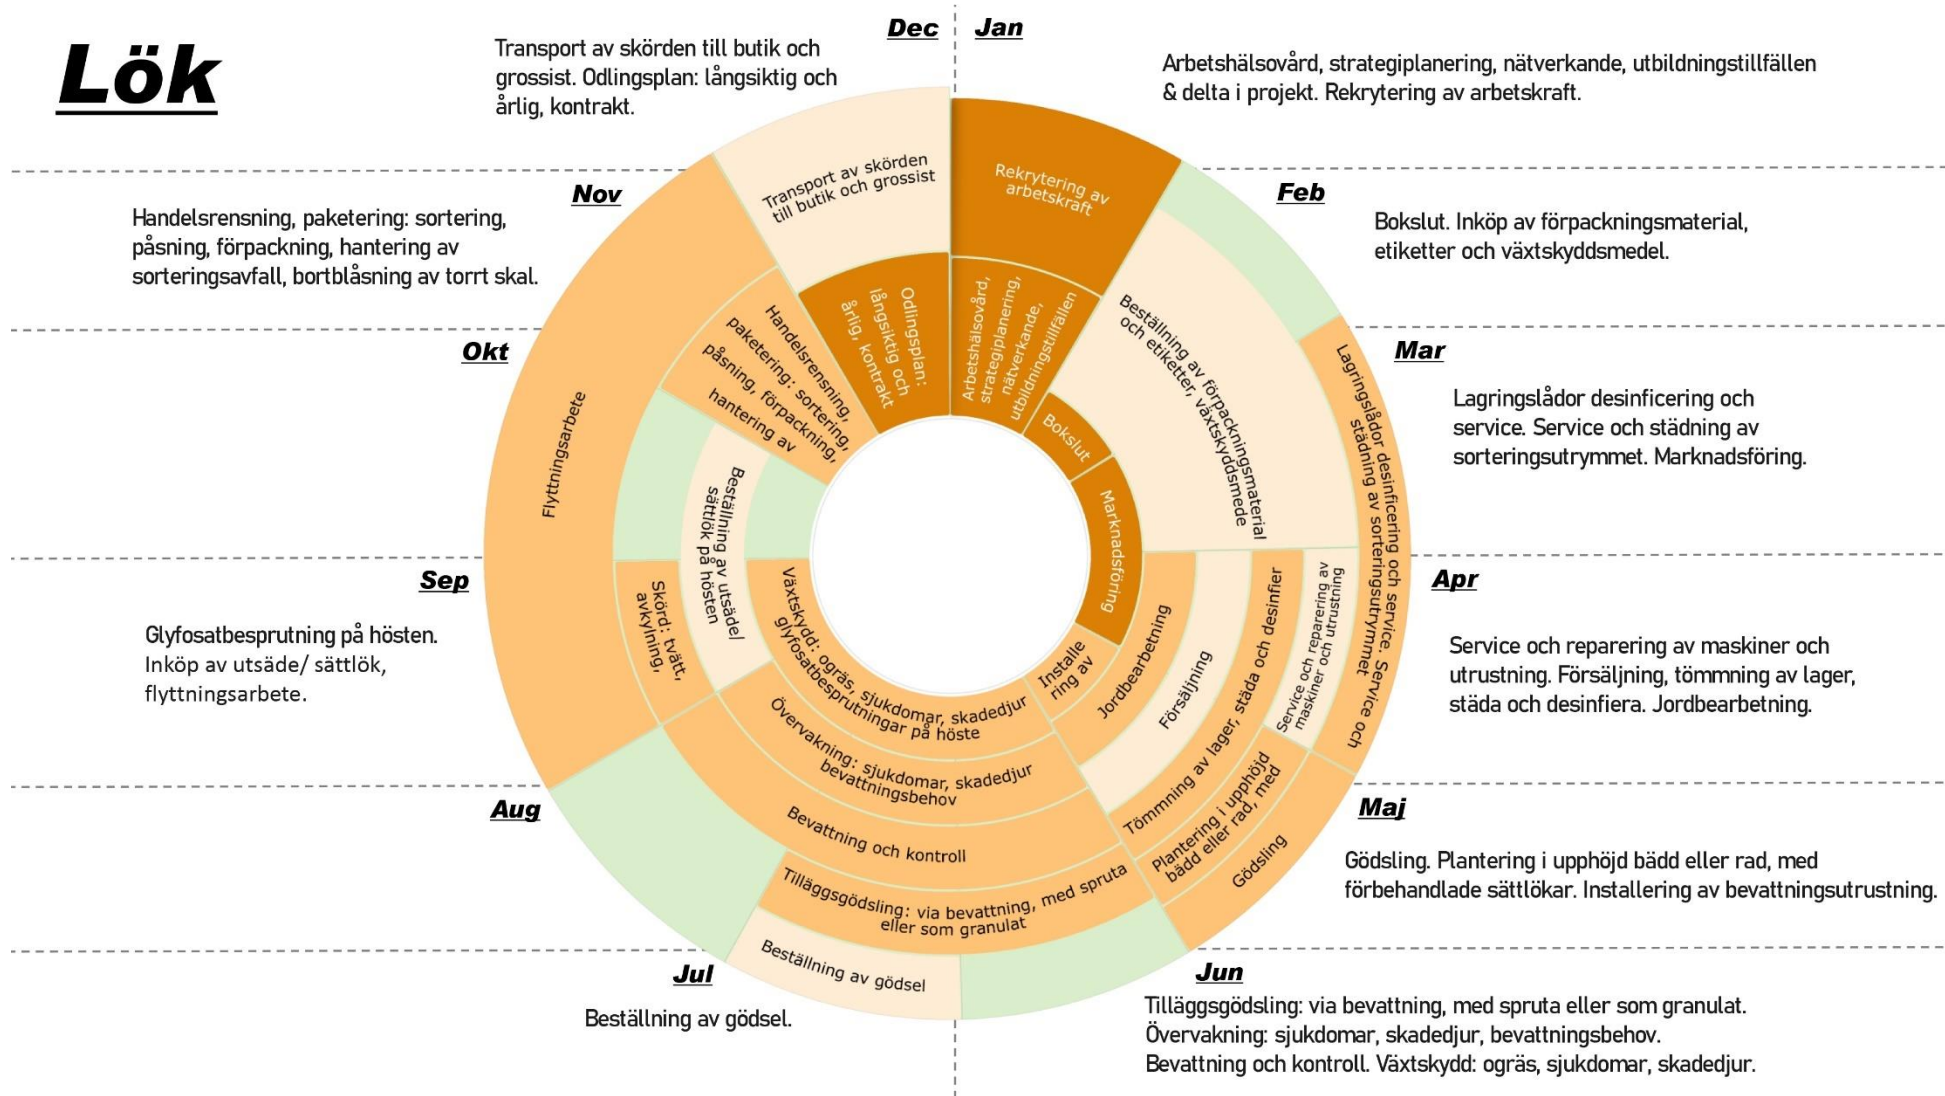 Lök
Dec
Jan
Transport av skörden till butik och
grossist. Odlingsplan: långsiktig och
årlig, kontrakt.
Arbetshälsovård, strategiplanering, nätverkande, utbildningstillfällen
& delta i projekt. Rekrytering av arbetskraft.
Nov
Handelsrensning, paketering: sortering,
påsning, förpackning, hantering av
sorteringsavfall, bortblåsning av torrt skal.
Feb
Bokslut. Inköp av förpackningsmaterial,
etiketter och växtskyddsmedel.
Okt
Mar
Lagringslådor desinficering och
service. Service och städning av
sorteringsutrymmet. Marknadsföring.
Sep
Glyfosatbesprutning på hösten.
Inköp av utsäde/ sättlök,
flyttningsarbete.
Apr
Service och reparering av maskiner och
utrustning. Försäljning, tömmning av lager,
städa och desinfiera. Jordbearbetning.
Aug
Maj
Gödsling. Plantering i upphöjd bädd eller rad, med
förbehandlade sättlökar. Installering av bevattningsutrustning.
Jul
Beställning av gödsel.
Jun
Tilläggsgödsling: via bevattning, med spruta eller som granulat.
Övervakning: sjukdomar, skadedjur, bevattningsbehov.
Bevattning och kontroll. Växtskydd: ogräs, sjukdomar, skadedjur.
Transport av skörden
till butik och grossist
Odlingsplan:
långsiktig och
årlig, kontrakt
Rekrytering av
arbetskraft
Arbetshälsovård,
strategiplanering,
nätverkande,
utbildningstillfällen
Beställning av förpackningsmaterial
och etiketter, växtskyddsmede
Bokslut
Marknadsföring
Lagringslådor desinficering och service. Service och
städning av sorteringsutrymmet
Service och reparering av
maskiner och utrustning
Tömmning av lager, städa och desinfier
Försäljning
Jordbearbetning
Installe
ring av
Plantering i upphöjd
bädd eller rad, med
Gödsling
Växtskydd: ogräs, sjukdomar, skadedjur
glyfosatbesprutningar på höste
Övervakning: sjukdomar, skadedjur
bevattningsbehov
Bevattning och kontroll
Tilläggsgödsling: via bevattning, med spruta
eller som granulat
Beställning av gödsel
Skörd: tvätt,
avkylning,
Beställning av utsäde/
sättlök på hösten
Flyttningsarbete
Handelsrensning,
paketering: sortering,
påsning, förpackning,
hantering av